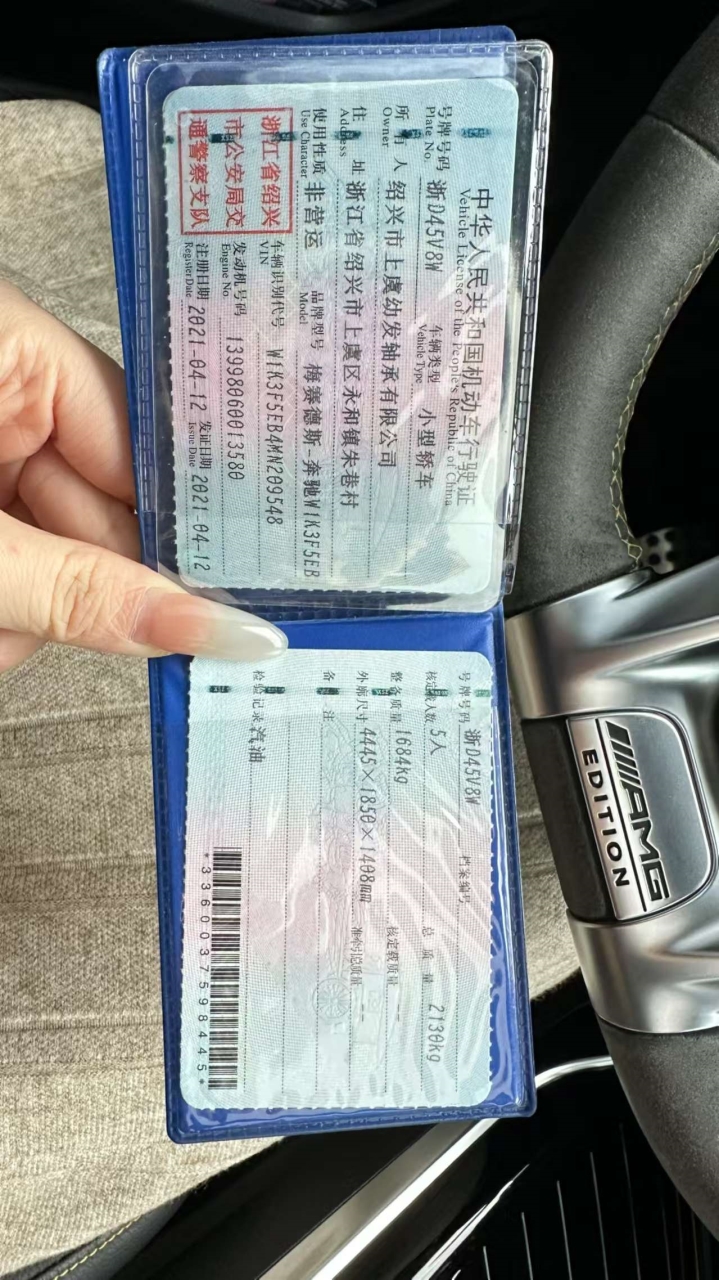 中华人民共和国机动车行驶证
Vehicle License of the People's Republic of China
号牌号码 浙D45V8W 车辆类型 小型轿车
Plate No. Vehicle Type
所有人 绍兴市上虞幼发轴承有限公司
Owner
住址 浙江省绍兴市上虞区永和镇朱巷村
Address
使用性质 非营运 品牌型号 梅赛德斯-奔驰W1K3F5EB
Use Character Model
浙江省绍兴
市公安局交
通警察支队
车辆识别代号 W1K3F5EB4MN209548
VIN
发动机号码 13998060013580
Engine No.
注册日期 2021-04-12 发证日期 2021-04-12
Register Date Issue Date
号牌号码 浙D45V8W 档案编号
核定载人数 5人 总质量 2130kg
整备质量 1684kg 核定载质量 --
外廓尺寸 4445×1850×1408mm 准牵引总质量 --
备注
检验记录 汽油
*3360037598445*
AMG
EDITION